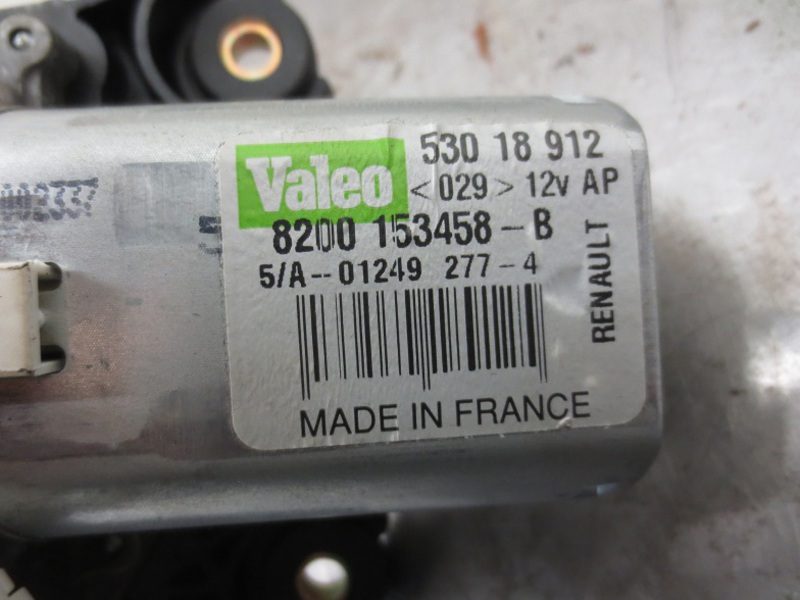 Valeo
530 18 912
<029> 12v AP
8200 153458-B
5/A--01249 277-4
RENAULT
MADE IN FRANCE